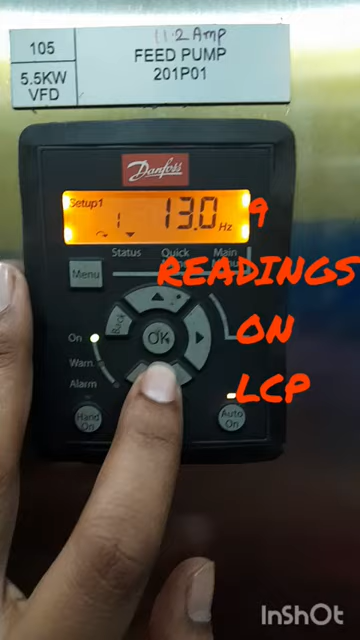 11.2 Amp
105
FEED PUMP
201P01
5.5KW
VFD
Danfoss
Setup1
1 13.0 Hz
9
READINGS
ON
LCP
Status Quick Main
Menu
Back
OK
On
Warn.
Alarm
Hand
On
Auto
On
InShOt